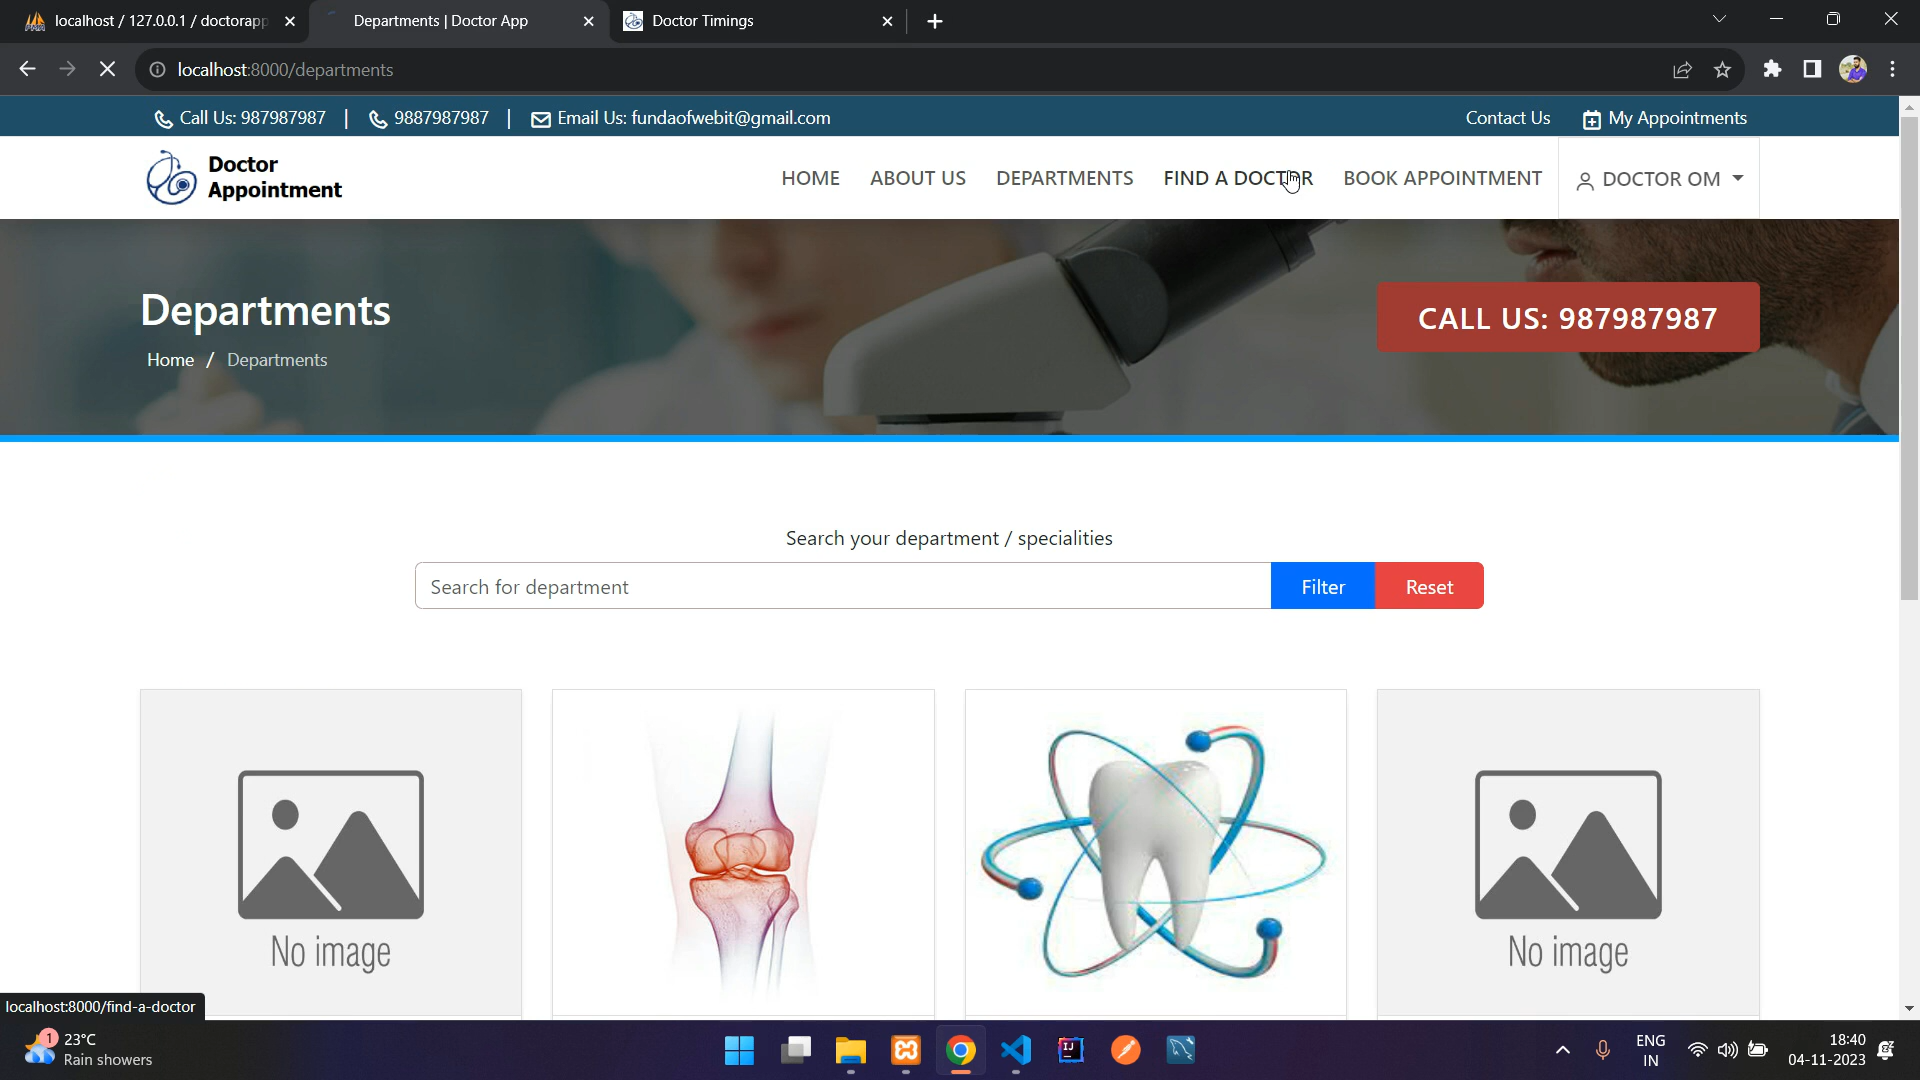 localhost / 127.0.0.1 / doctorapp
Departments | Doctor App
Doctor Timings
localhost:8000/departments
Call Us: 987987987 | 9887987987 | Email Us: fundaofwebit@gmail.com
Contact Us
My Appointments
Doctor
Appointment
HOME
ABOUT US
DEPARTMENTS
FIND A DOCTOR
BOOK APPOINTMENT
DOCTOR OM
Departments
Home / Departments
CALL US: 987987987
Search your department / specialities
Search for department
Filter
Reset
No image
No image
localhost:8000/find-a-doctor
1
23°C
Rain showers
ENG
IN
18:40
04-11-2023